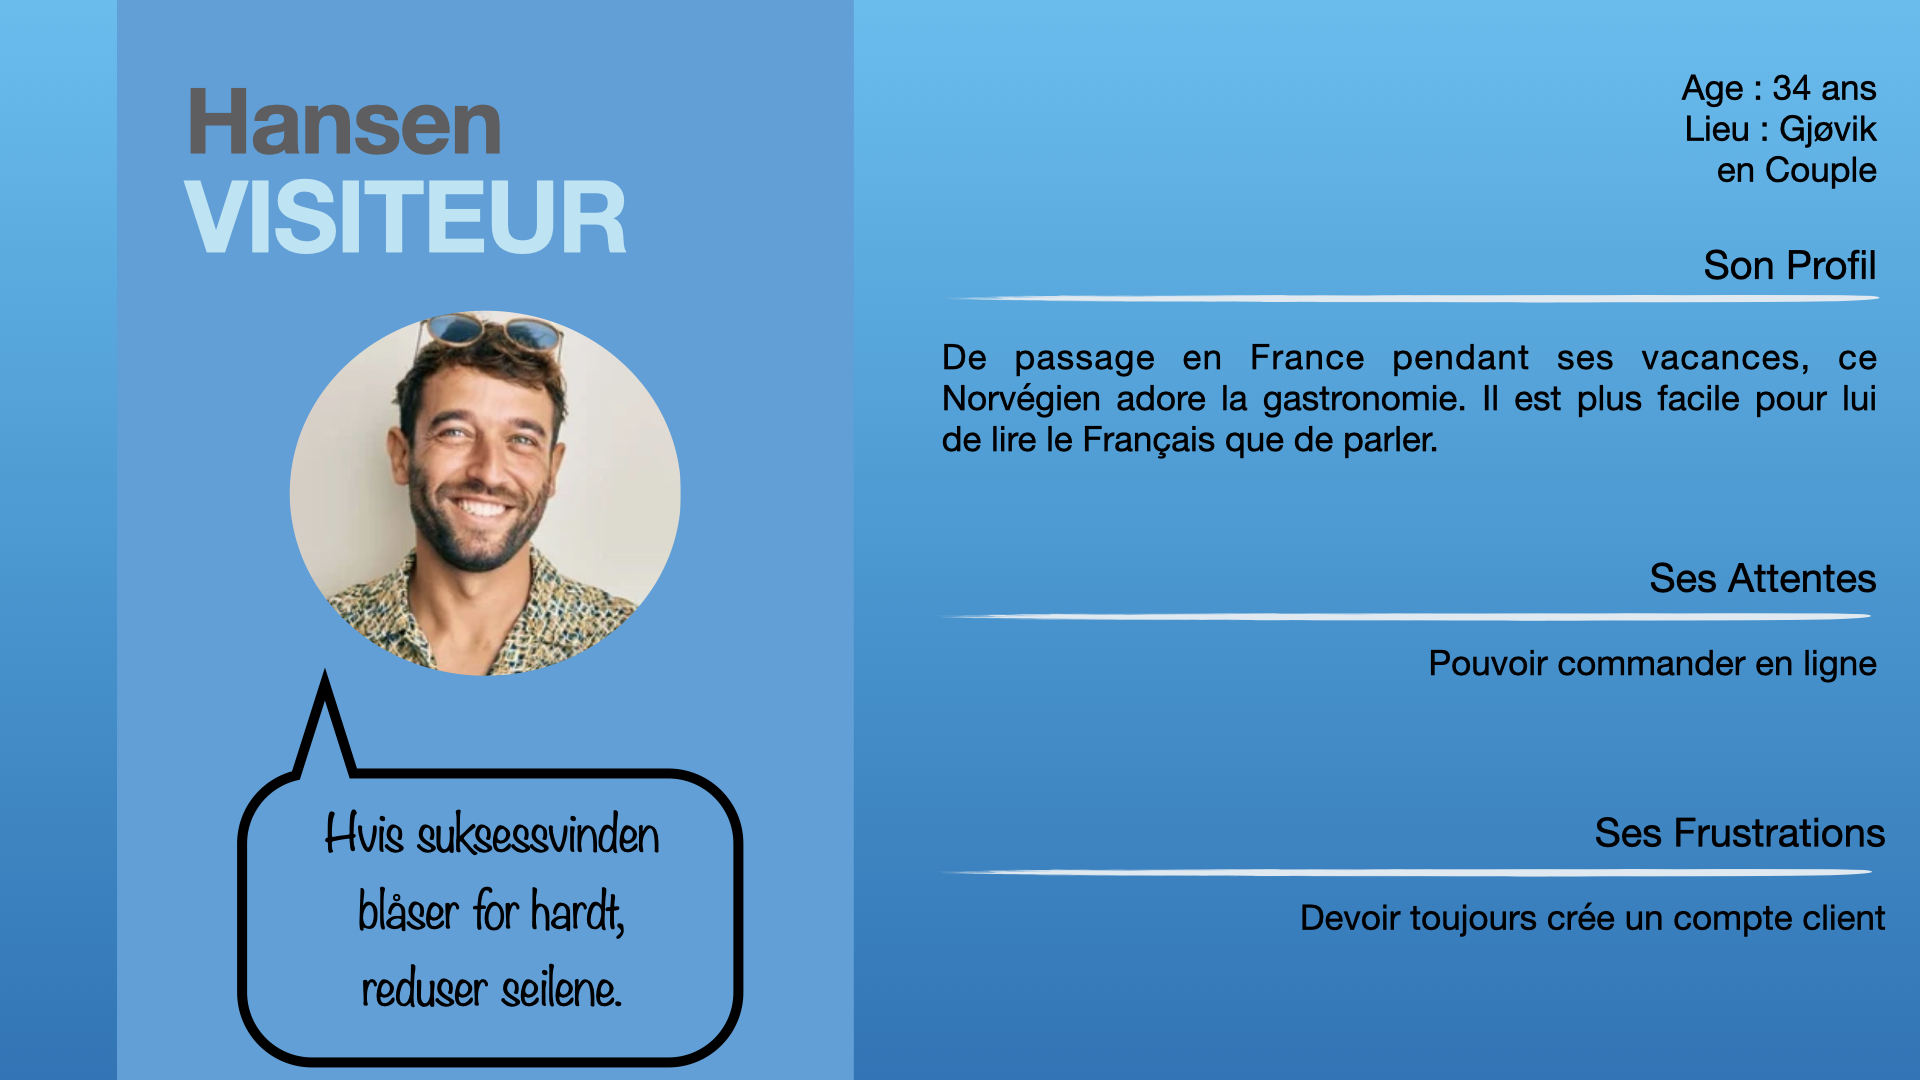 Hansen
VISITEUR
Hvis suksessvinden
blåser for hardt,
reduser seilene.
Age : 34 ans
Lieu : Gjøvik
en Couple
Son Profil
De passage en France pendant ses vacances, ce
Norvégien adore la gastronomie. Il est plus facile pour lui
de lire le Français que de parler.
Ses Attentes
Pouvoir commander en ligne
Ses Frustrations
Devoir toujours crée un compte client